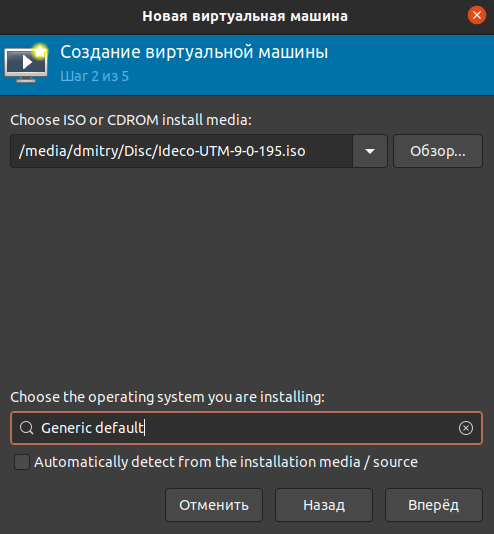 Новая виртуальная машина
Создание виртуальной машины
Шаг 2 из 5
Choose ISO or CDROM install media:
/media/dmitry/Disc/Ideco-UTM-9-0-195.iso
Обзор...
Choose the operating system you are installing:
Generic default
Automatically detect from the installation media / source
Отменить
Назад
Вперёд